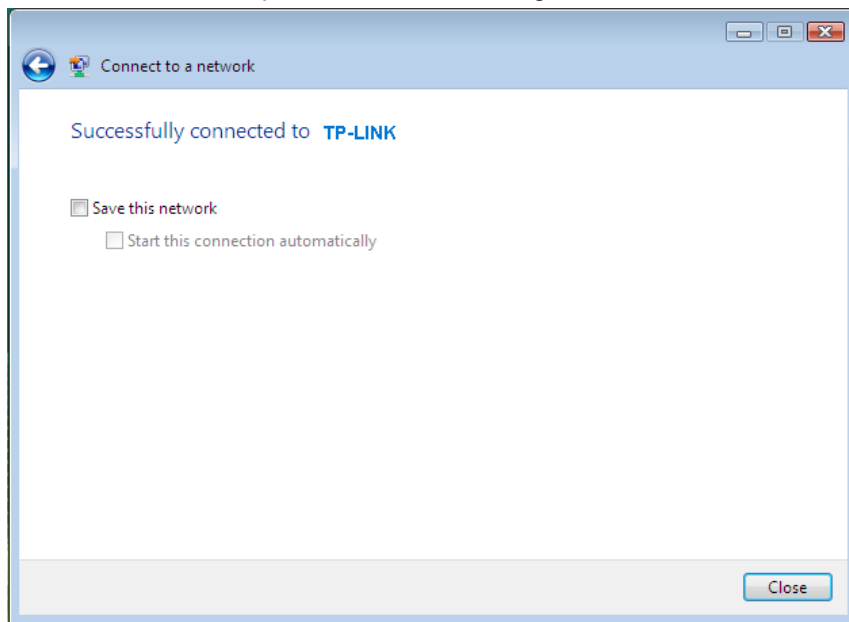 Connect to a network
Successfully connected to TP-LINK
Save this network
Start this connection automatically
Close